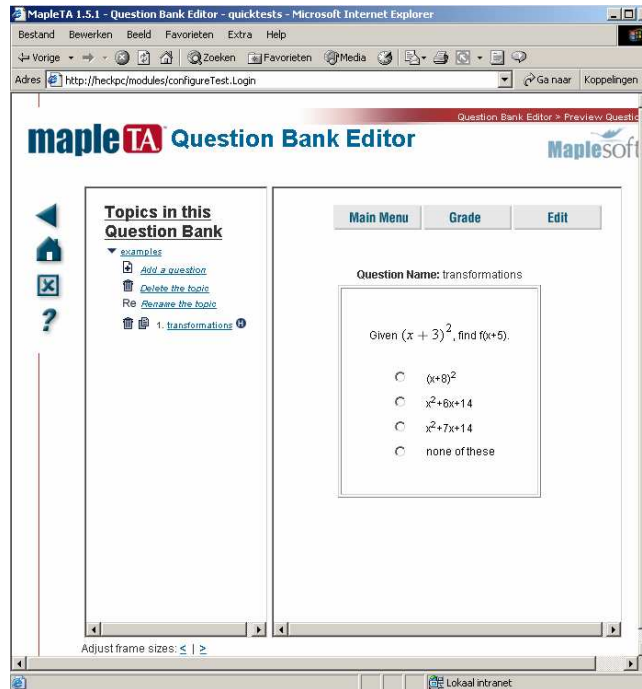 MapleTA 1.5.1 - Question Bank Editor - quicktests - Microsoft Internet Explorer
Bestand Bewerken Beeld Favorieten Extra Help
Vorige Zoeken Favorieten Media
Adres http://heckpc/modules/configureTest.Login Ga naar Koppelingen
Question Bank Editor > Preview Questio
maple TA Question Bank Editor
Maplesoft
Topics in this
Question Bank
examples
Add a question
Delete the topic
Re Rename the topic
1. transformations H
?
Main Menu Grade Edit
Question Name: transformations
Given (x + 3)², find f(x+5).
(x+8)²
x²+6x+14
x²+7x+14
none of these
Adjust frame sizes: < | >
Lokaal intranet